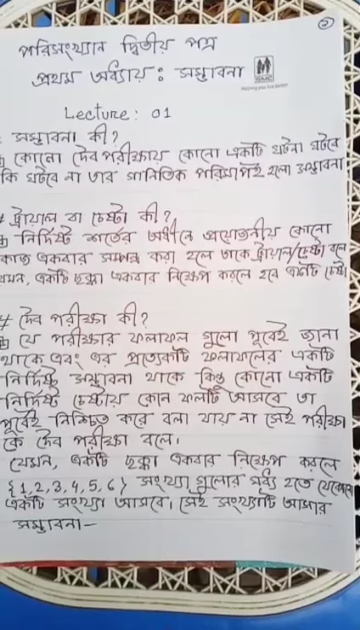 ২
পরিসংখ্যান দ্বিতীয় পত্র
প্রথম অধ্যায়ঃ সম্ভাবনা
Lecture: 01
সম্ভাবনা কী?
কোনো দৈব পরীক্ষায় কোনো একটি ঘটনা ঘটবে
কি ঘটবে না তার গানিতিক পরিমাপই হলো সম্ভাবনা
# ট্রায়াল বা চেষ্টা কী?
নির্দিষ্ট শর্তের অধীনে প্রয়োজনীয় কোনো
কাজ একবার সম্পন্ন করা হলে তাকে ট্রায়াল/চেষ্টা বলে
যেমন, একটি ছক্কা একবার নিক্ষেপ করলে হবে একটি চেষ্টা
# দৈব পরীক্ষা কী?
যে পরীক্ষার ফলাফল গুলো পূর্বেই জানা
থাকে এবং এর প্রত্যেকটি ফলাফলের একটি
নির্দিষ্ট সম্ভাবনা থাকে কিন্তু কোনো একটি
নির্দিষ্ট চেষ্টায় কোন ফলটি আসবে তা
পূর্বেই নিশ্চিত করে বলা যায় না সেই পরীক্ষা
কে দৈব পরীক্ষা বলে।
যেমন, একটি ছক্কা একবার নিক্ষেপ করলে
{1,2,3,4,5,6} সংখ্যা গুলোর মধ্য হতে যেকোনো
একটি সংখ্যা আসবে। সেই সংখ্যাটি আসার
সম্ভাবনা—